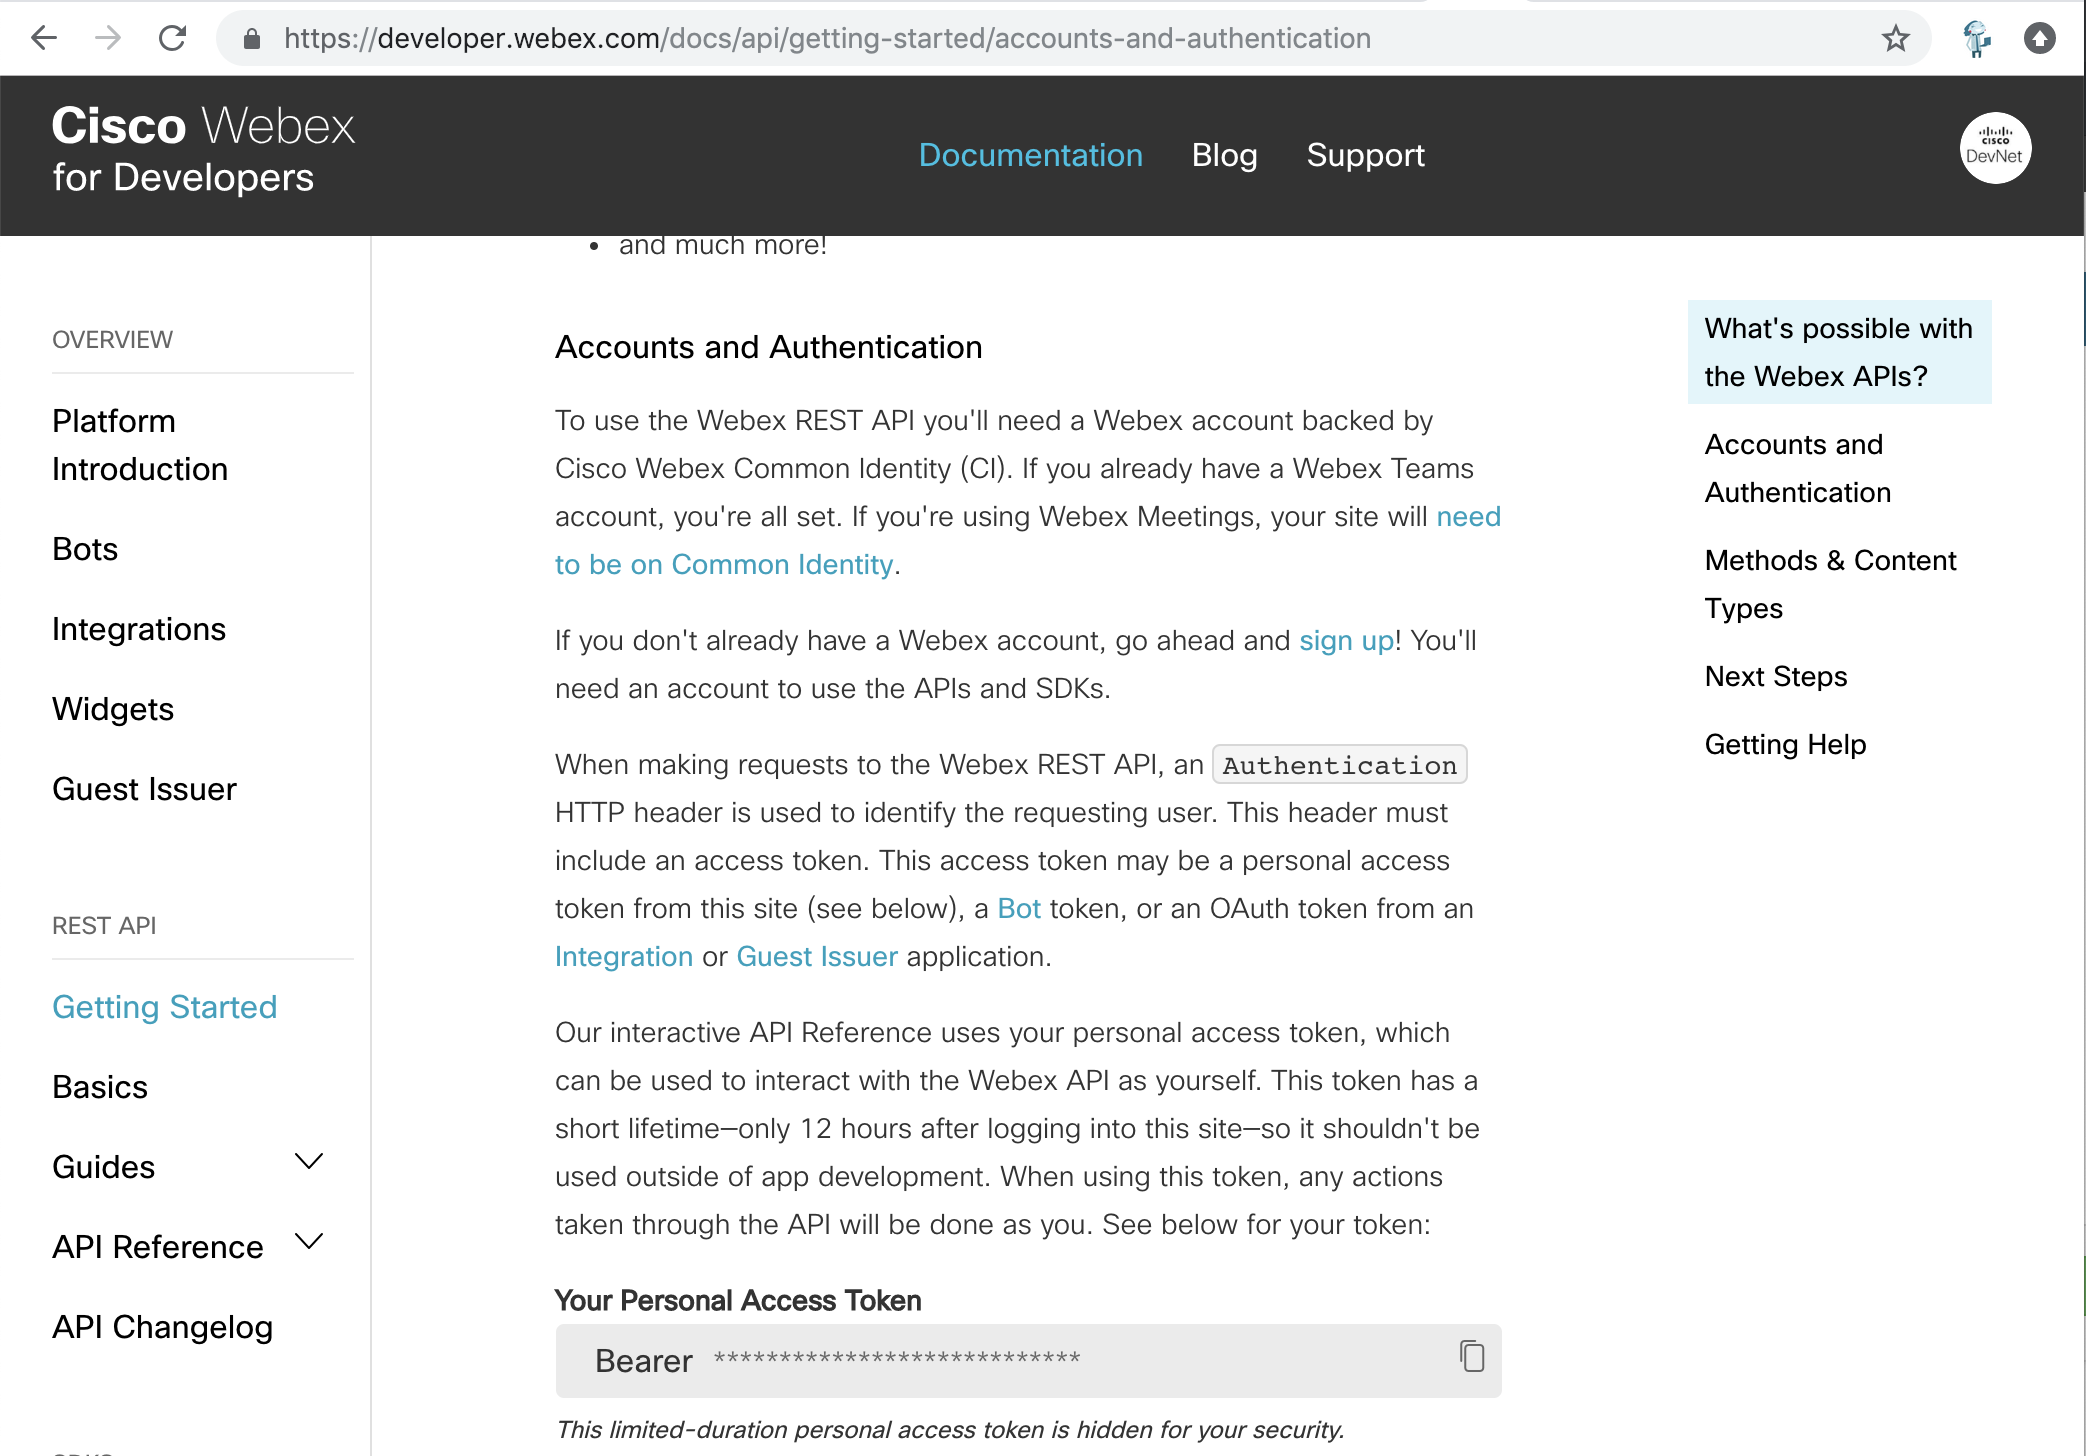 https://developer.webex.com/docs/api/getting-started/accounts-and-authentication
Cisco Webex
for Developers
Documentation
Blog
Support
CISCO
DevNet
OVERVIEW
Platform
Introduction
Bots
Integrations
Widgets
Guest Issuer
REST API
Getting Started
Basics
Guides
API Reference
API Changelog
and much more!
Accounts and Authentication
To use the Webex REST API you'll need a Webex account backed by
Cisco Webex Common Identity (CI). If you already have a Webex Teams
account, you're all set. If you're using Webex Meetings, your site will need
to be on Common Identity.
If you don't already have a Webex account, go ahead and sign up! You'll
need an account to use the APIs and SDKs.
When making requests to the Webex REST API, an Authentication
HTTP header is used to identify the requesting user. This header must
include an access token. This access token may be a personal access
token from this site (see below), a Bot token, or an OAuth token from an
Integration or Guest Issuer application.
Our interactive API Reference uses your personal access token, which
can be used to interact with the Webex API as yourself. This token has a
short lifetime—only 12 hours after logging into this site—so it shouldn't be
used outside of app development. When using this token, any actions
taken through the API will be done as you. See below for your token:
Your Personal Access Token
Bearer ****************************
This limited-duration personal access token is hidden for your security.
What's possible with
the Webex APIs?
Accounts and
Authentication
Methods & Content
Types
Next Steps
Getting Help